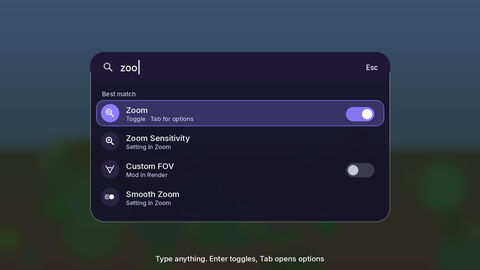 zoo
Esc
Best match
Zoom
Toggle Tab for options
Zoom Sensitivity
Setting in Zoom
Custom FOV
Mod in Render
Smooth Zoom
Setting in Zoom
Type anything. Enter toggles, Tab opens options